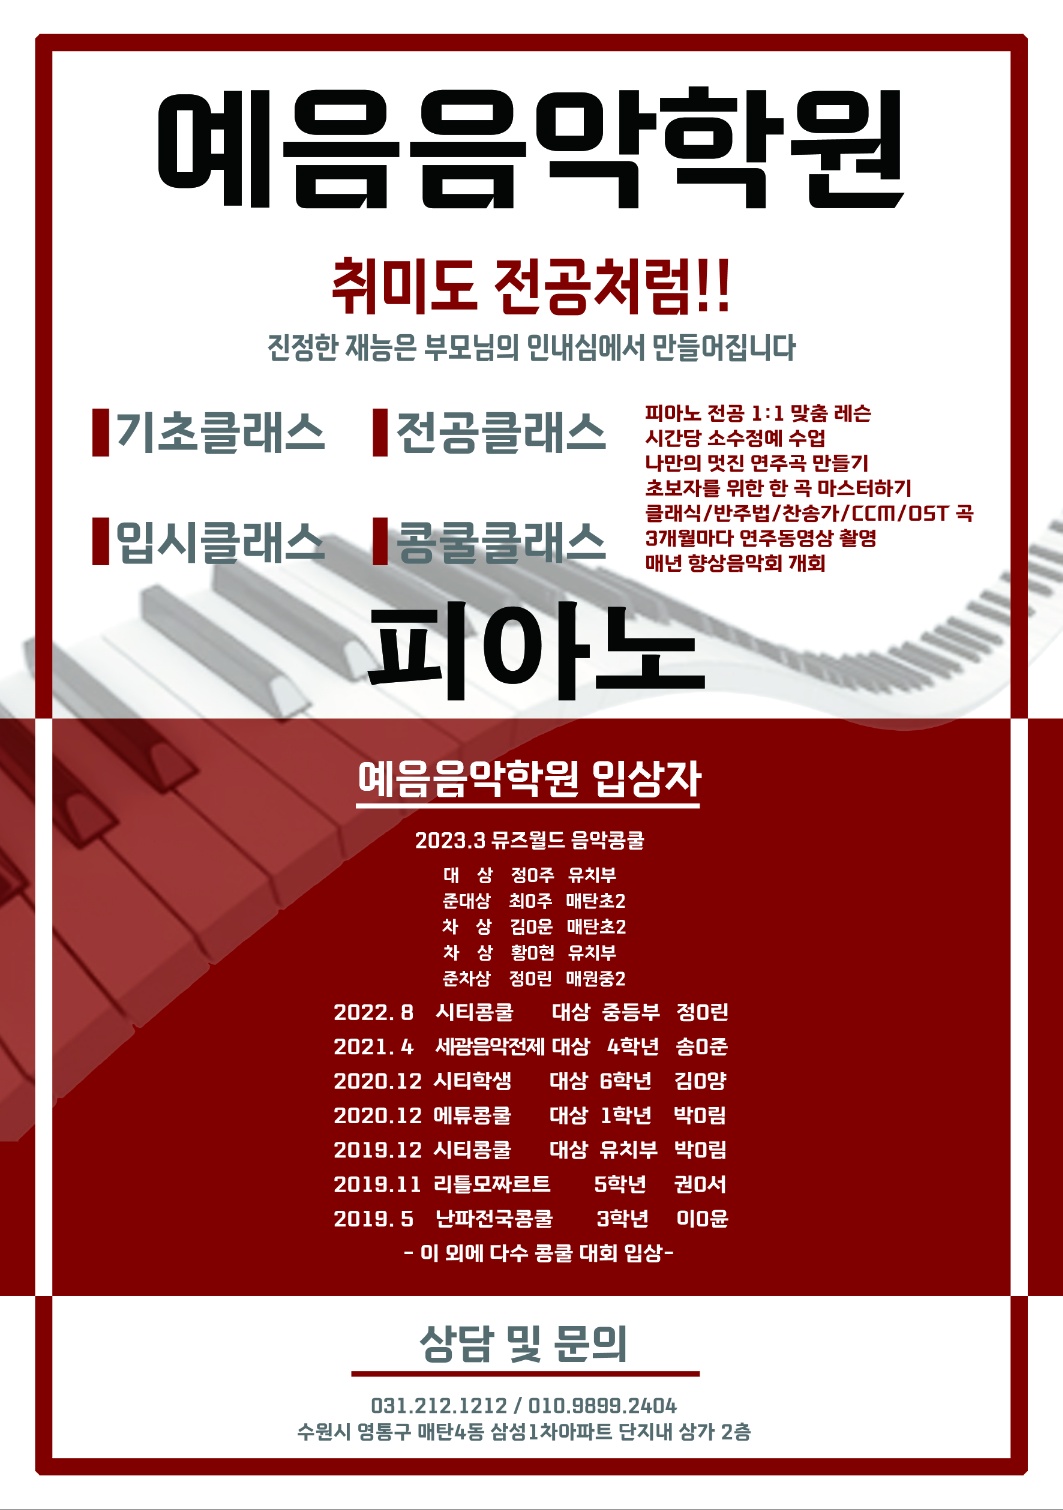 예음음악학원
취미도 전공처럼!!
진정한 재능은 부모님의 인내심에서 만들어집니다
기초클래스 전공클래스
입시클래스 콩쿨클래스
피아노 전공 1:1 맞춤 레슨
시간당 소수정예 수업
나만의 멋진 연주곡 만들기
초보자를 위한 한 곡 마스터하기
클래식/반주법/찬송가/CCM/OST 곡
3개월마다 연주동영상 촬영
매년 향상음악회 개회
피아노
예음음악학원 입상자
2023.3 뮤즈월드 음악콩쿨
대 상 정0주 유치부
준대상 최0주 매탄초2
차 상 김0운 매탄초2
차 상 황0현 유치부
준차상 정0린 매원중2
2022. 8 시티콩쿨 대상 중등부 정0린
2021. 4 세광음악전제 대상 4학년 송0준
2020.12 시티학생 대상 6학년 김0양
2020.12 에튜콩쿨 대상 1학년 박0림
2019.12 시티콩쿨 대상 유치부 박0림
2019.11 리틀모짜르트 5학년 권0서
2019. 5 난파전국콩쿨 3학년 이0윤
- 이 외에 다수 콩쿨 대회 입상-
상담 및 문의
031.212.1212 / 010.9899.2404
수원시 영통구 매탄4동 삼성1차아파트 단지내 상가 2층